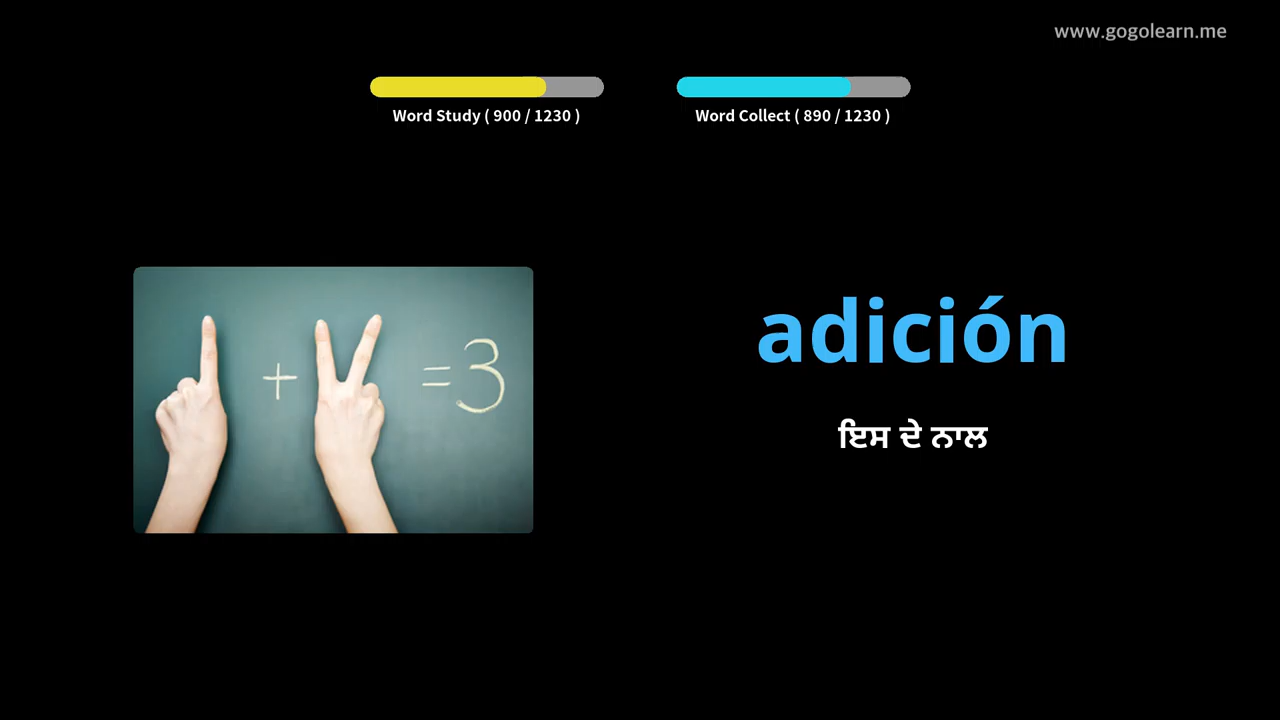 www.gogolearn.me
Word Study ( 900 / 1230 )
Word Collect ( 890 / 1230 )
+ =3
adición
ਇਸ ਦੇ ਨਾਲ